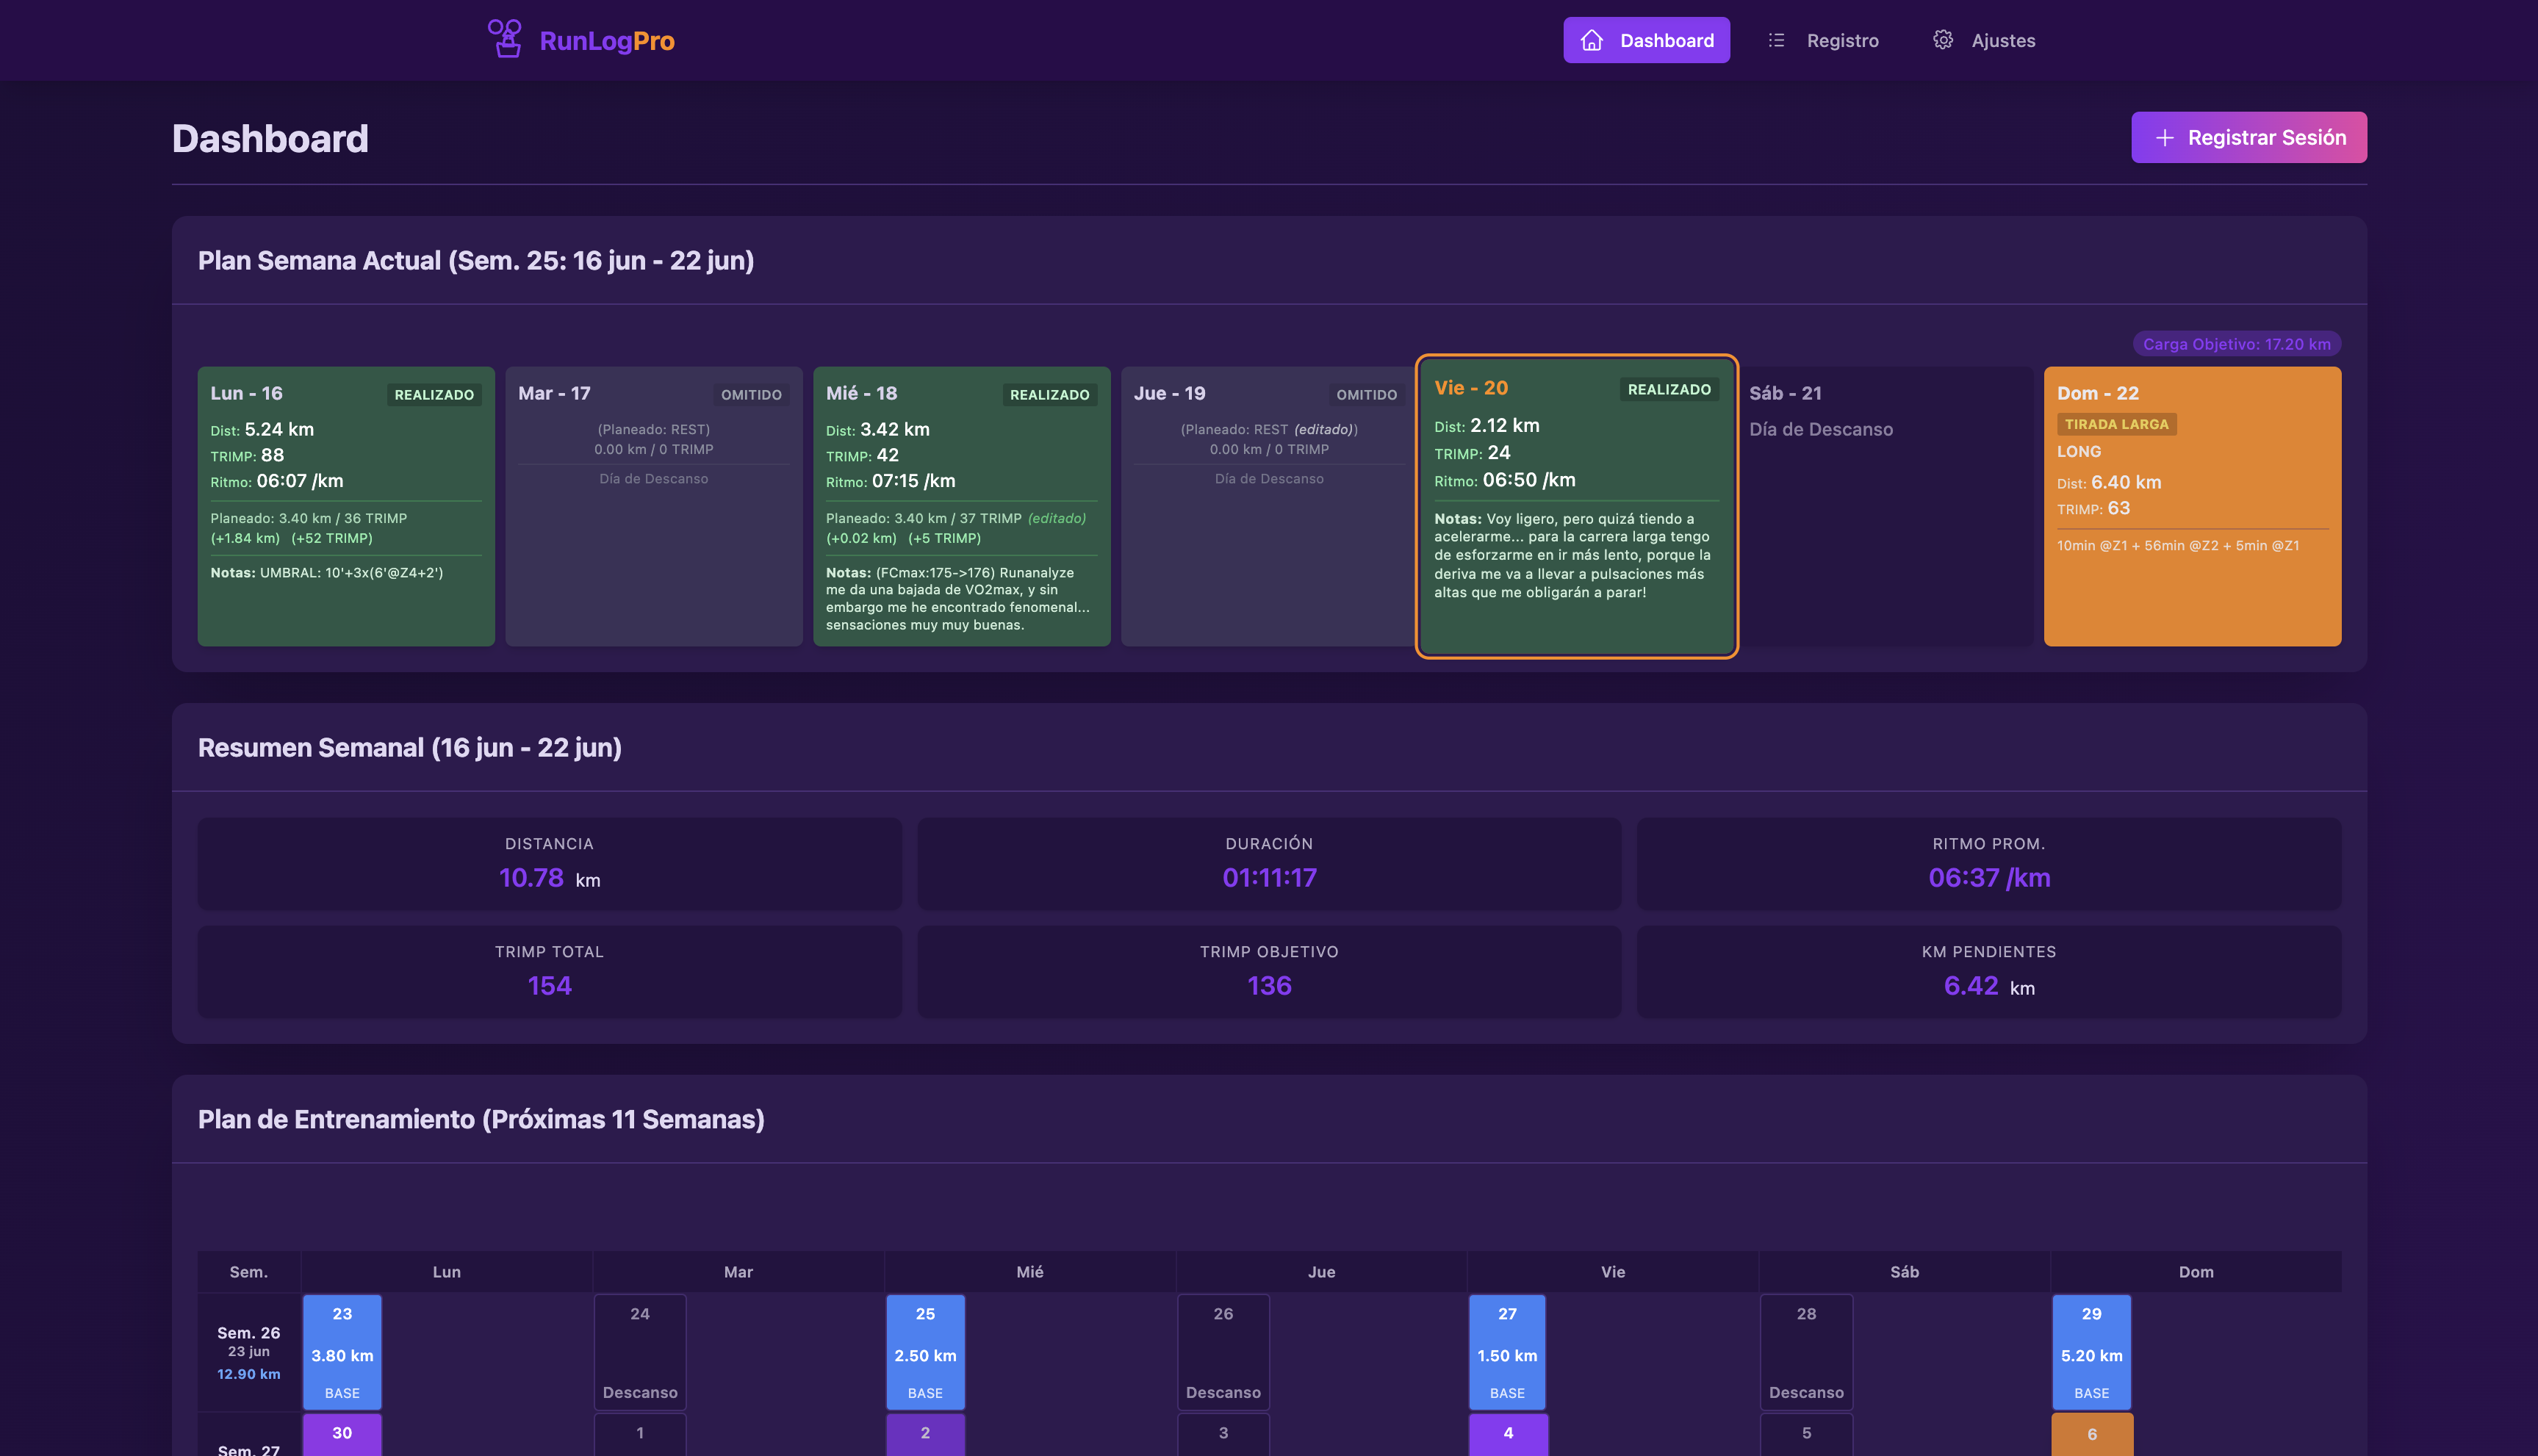 RunLogPro
Dashboard
Registro
Ajustes
Dashboard
Registrar Sesión
Plan Semana Actual (Sem. 25: 16 jun - 22 jun)
Carga Objetivo: 17.20 km
Lun - 16
REALIZADO
Dist: 5.24 km
TRIMP: 88
Ritmo: 06:07 /km
Planeado: 3.40 km / 36 TRIMP
(+1.84 km) (+52 TRIMP)
Notas: UMBRAL: 10'+3x(6'@Z4+2')
Mar - 17
OMITIDO
(Planeado: REST)
0.00 km / 0 TRIMP
Día de Descanso
Mié - 18
REALIZADO
Dist: 3.42 km
TRIMP: 42
Ritmo: 07:15 /km
Planeado: 3.40 km / 37 TRIMP (editado)
(+0.02 km) (+5 TRIMP)
Notas: (FCmax:175->176) Runanalyze
me da una bajada de VO2max, y sin
embargo me he encontrado fenomenal...
sensaciones muy muy buenas.
Jue - 19
OMITIDO
(Planeado: REST (editado))
0.00 km / 0 TRIMP
Día de Descanso
Vie - 20
REALIZADO
Dist: 2.12 km
TRIMP: 24
Ritmo: 06:50 /km
Notas: Voy ligero, pero quizá tiendo a
acelerarme... para la carrera larga tengo
de esforzarme en ir más lento, porque la
deriva me va a llevar a pulsaciones más
altas que me obligarán a parar!
Sáb - 21
Día de Descanso
Dom - 22
TIRADA LARGA
LONG
Dist: 6.40 km
TRIMP: 63
10min @Z1 + 56min @Z2 + 5min @Z1
Resumen Semanal (16 jun - 22 jun)
DISTANCIA
10.78 km
DURACIÓN
01:11:17
RITMO PROM.
06:37 /km
TRIMP TOTAL
154
TRIMP OBJETIVO
136
KM PENDIENTES
6.42 km
Plan de Entrenamiento (Próximas 11 Semanas)
Sem.
Lun
Mar
Mié
Jue
Vie
Sáb
Dom
Sem. 26
23 jun
12.90 km
23
3.80 km
BASE
24
Descanso
25
2.50 km
BASE
26
Descanso
27
1.50 km
BASE
28
Descanso
29
5.20 km
BASE
Sem. 27
30
1
2
3
4
5
6